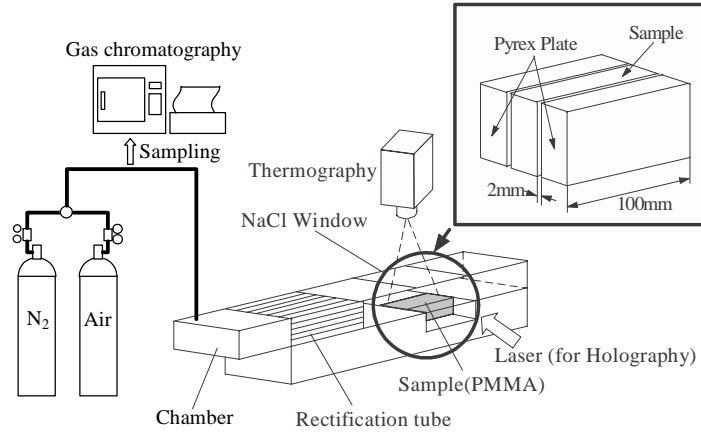 Gas chromatography
Sampling
Thermography
NaCl Window
N2
Air
Chamber
Rectification tube
Sample(PMMA)
Laser (for Holography)
Pyrex Plate
Sample
2mm
100mm